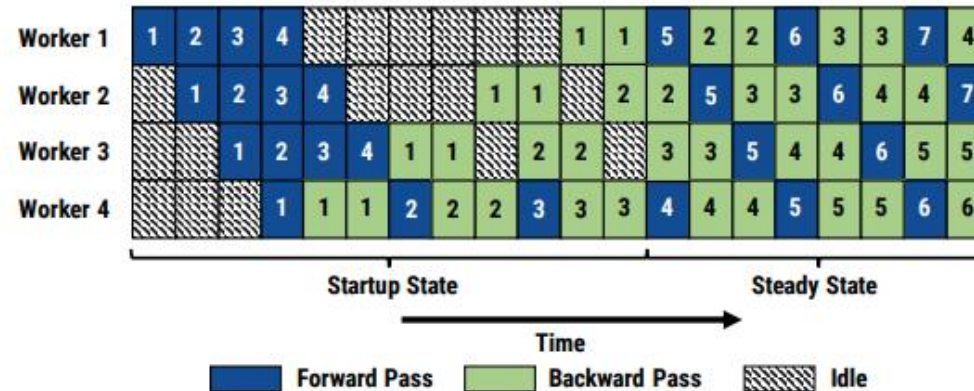 Worker 1 1 2 3 4 1 1 5 2 2 6 3 3 7 4
Worker 2 1 2 3 4 1 1 2 2 5 3 3 6 4 4 7
Worker 3 1 2 3 4 1 1 2 2 3 3 5 4 4 6 5 5
Worker 4 1 1 1 2 2 2 3 3 3 4 4 4 5 5 5 6 6
Startup State Steady State
Time
Forward Pass Backward Pass Idle